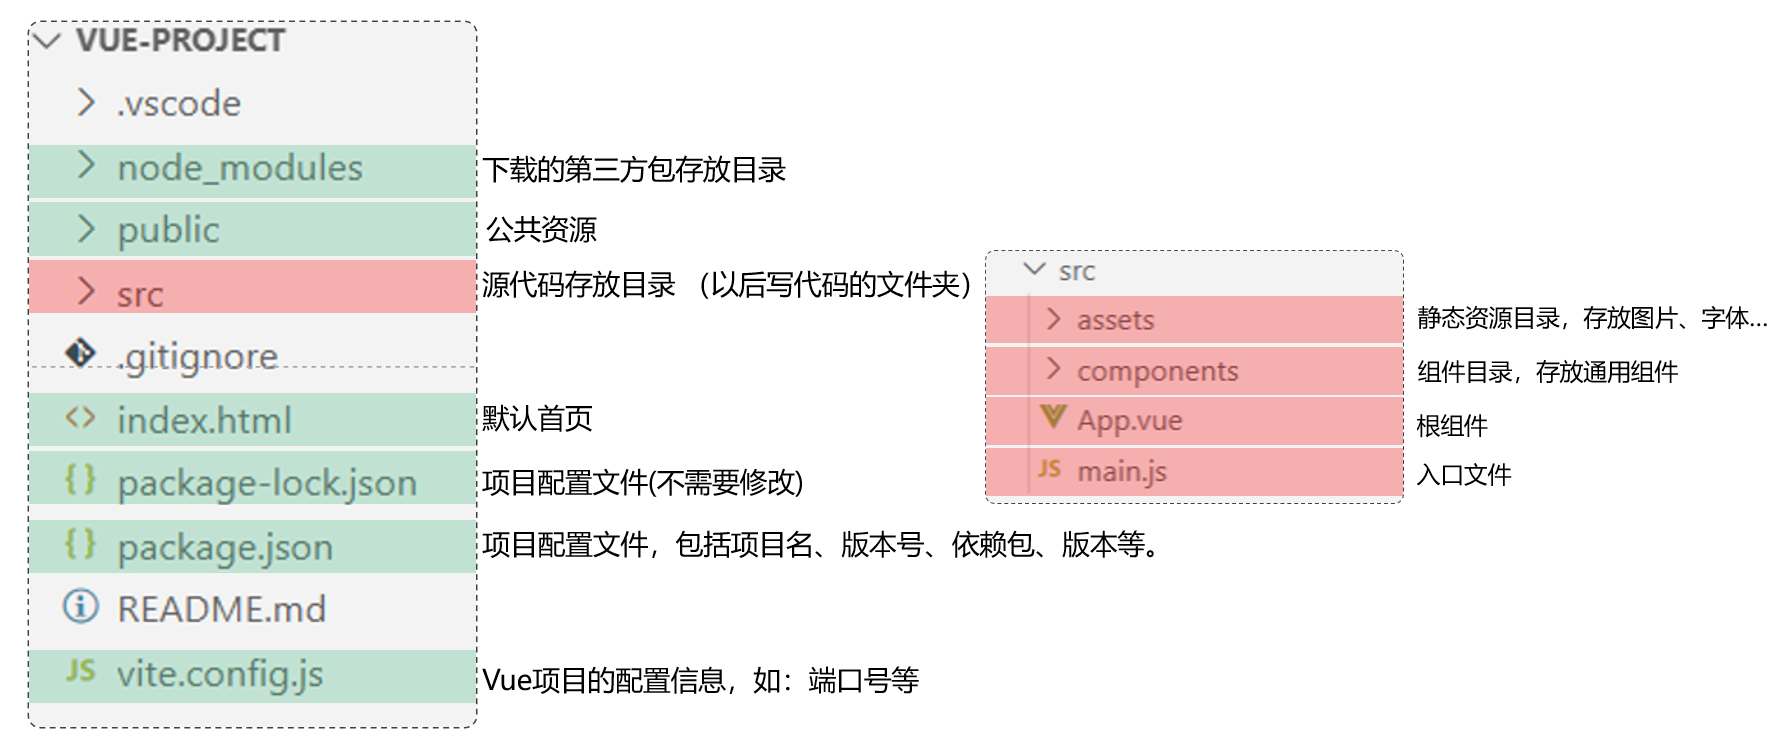 VUE-PROJECT
.vscode
node_modules 下载的第三方包存放目录
public 公共资源
src 源代码存放目录 （以后写代码的文件夹）
.gitignore
index.html 默认首页
package-lock.json 项目配置文件(不需要修改)
package.json 项目配置文件，包括项目名、版本号、依赖包、版本等。
README.md
JS vite.config.js Vue项目的配置信息，如：端口号等
src
assets 静态资源目录，存放图片、字体...
components 组件目录，存放通用组件
App.vue 根组件
JS main.js 入口文件